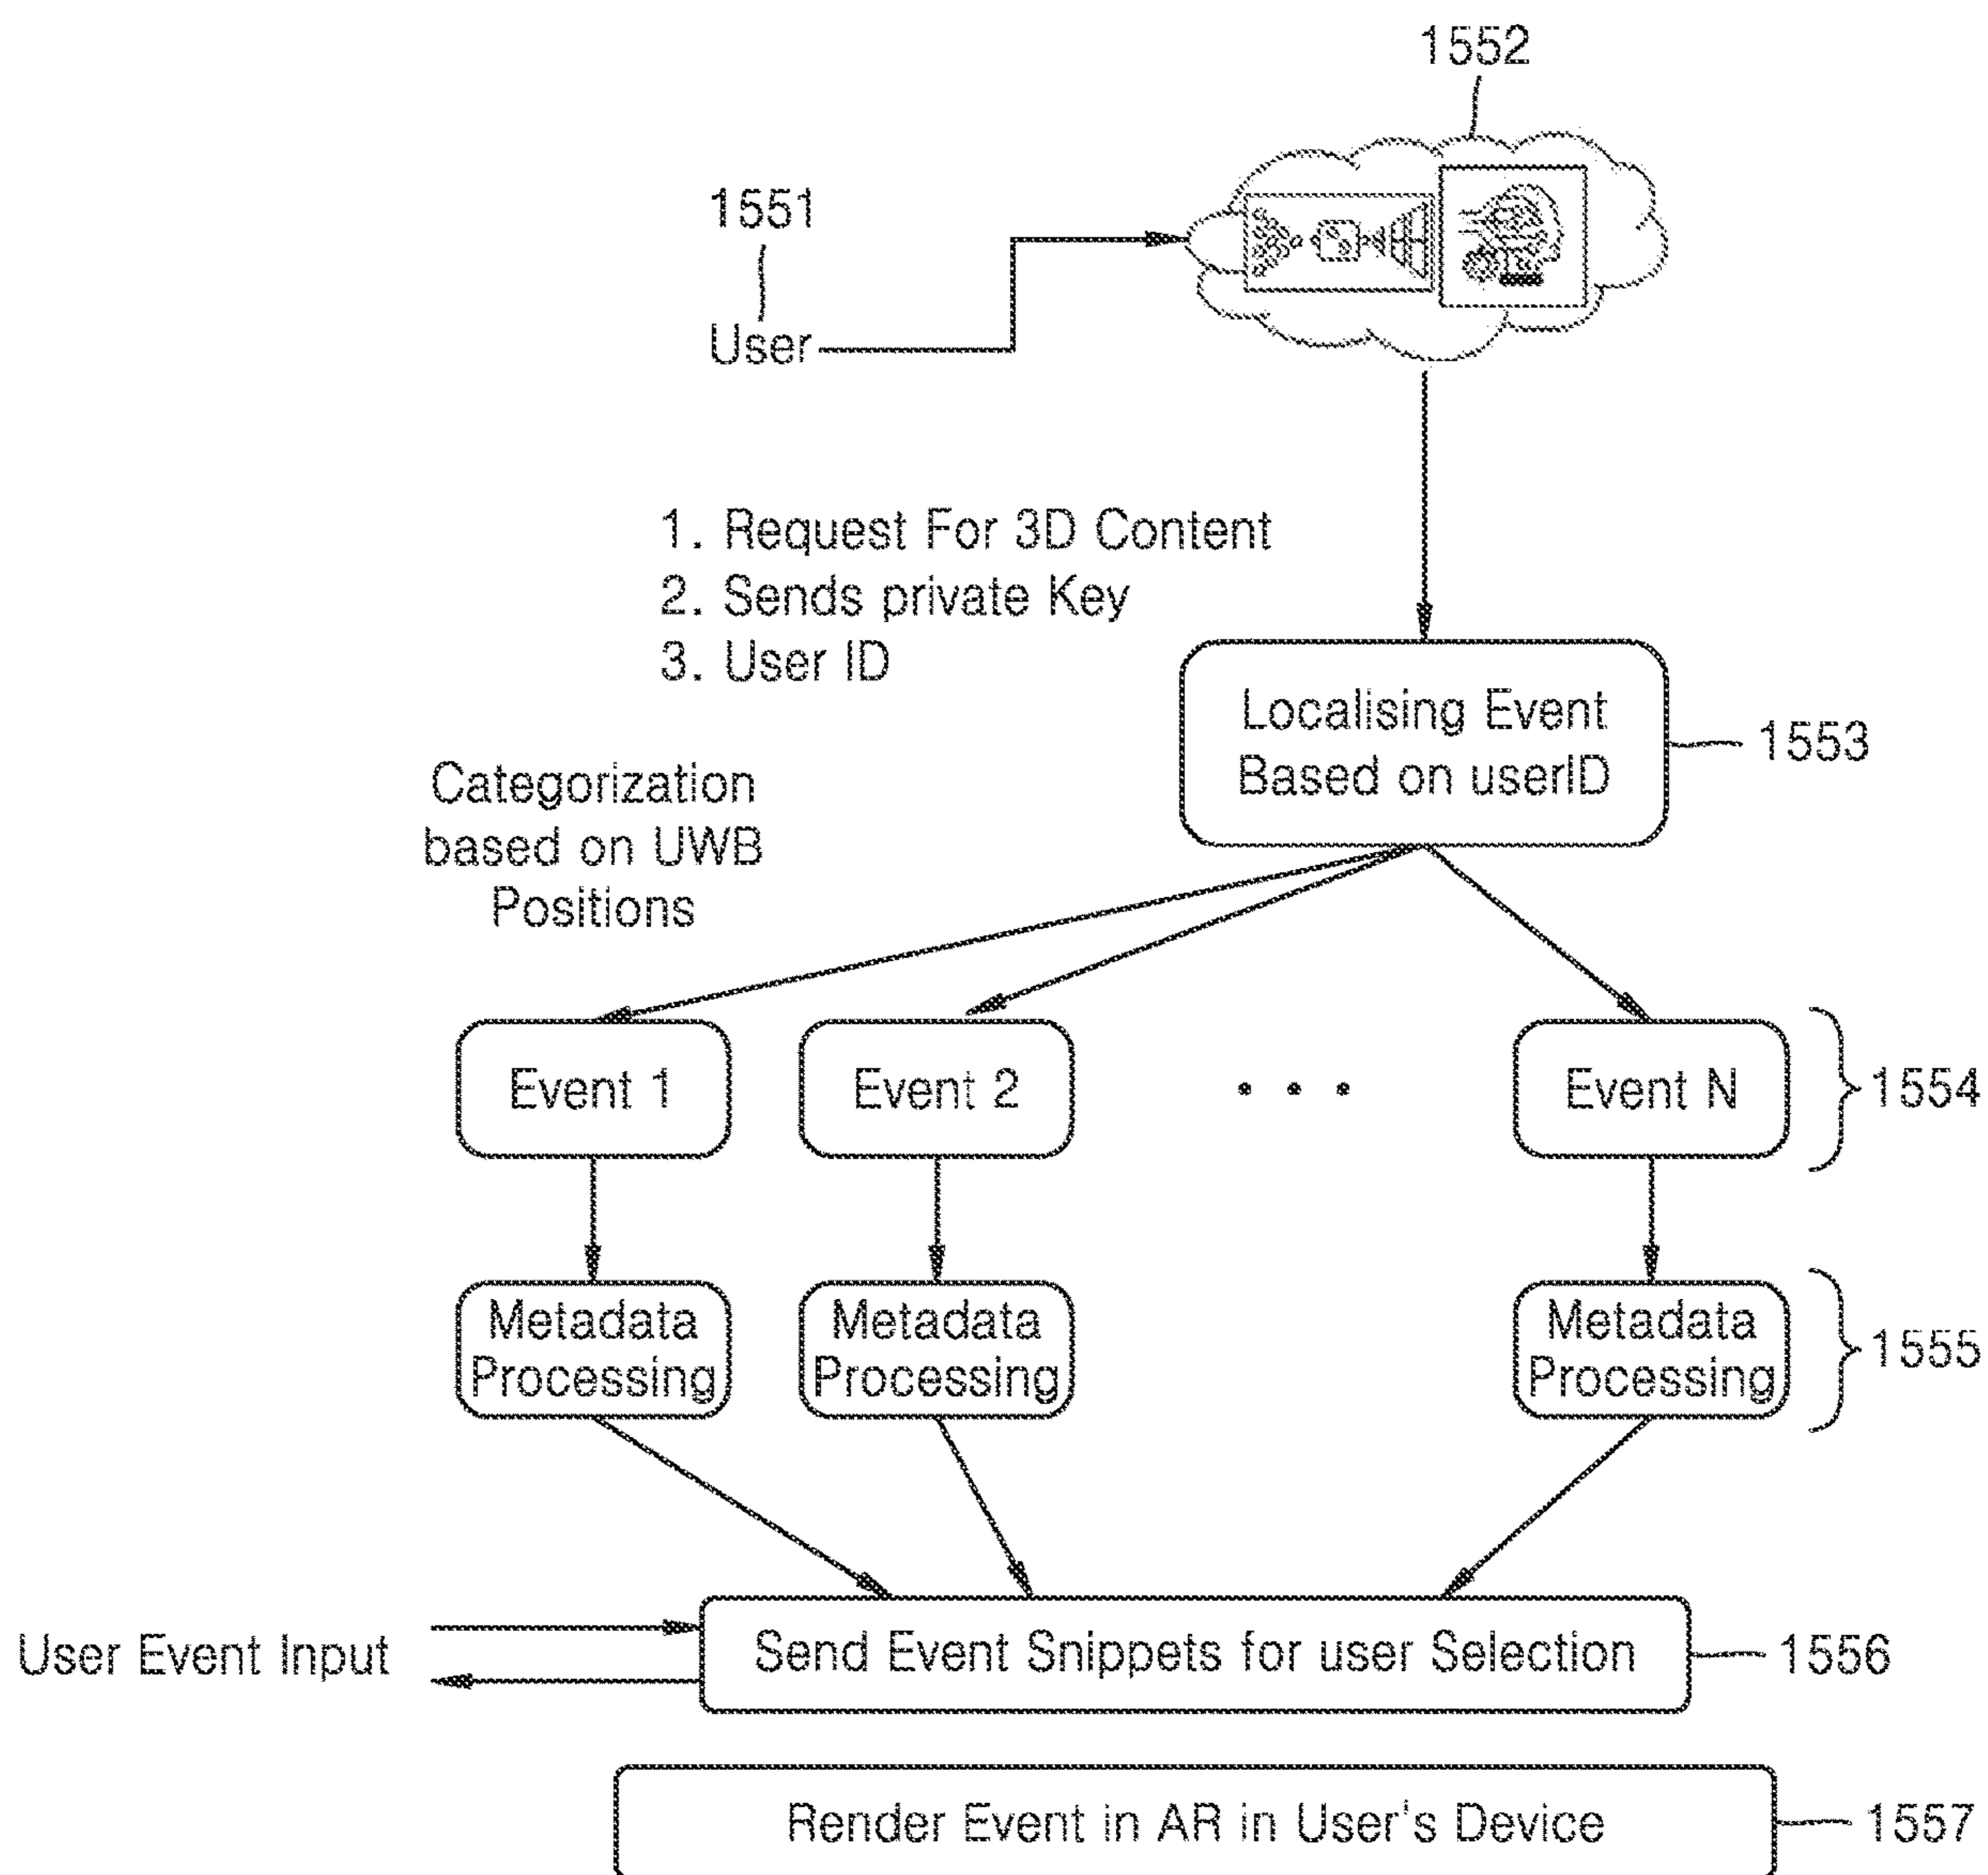 1552
1551
User
1. Request For 3D Content
2. Sends private Key
3. User ID
Localising Event
Based on userID
1553
Categorization
based on UWB
Positions
Event 1
Event 2
. . .
Event N
1554
Metadata
Processing
Metadata
Processing
Metadata
Processing
1555
User Event Input
Send Event Snippets for user Selection
1556
Render Event in AR in User's Device
1557